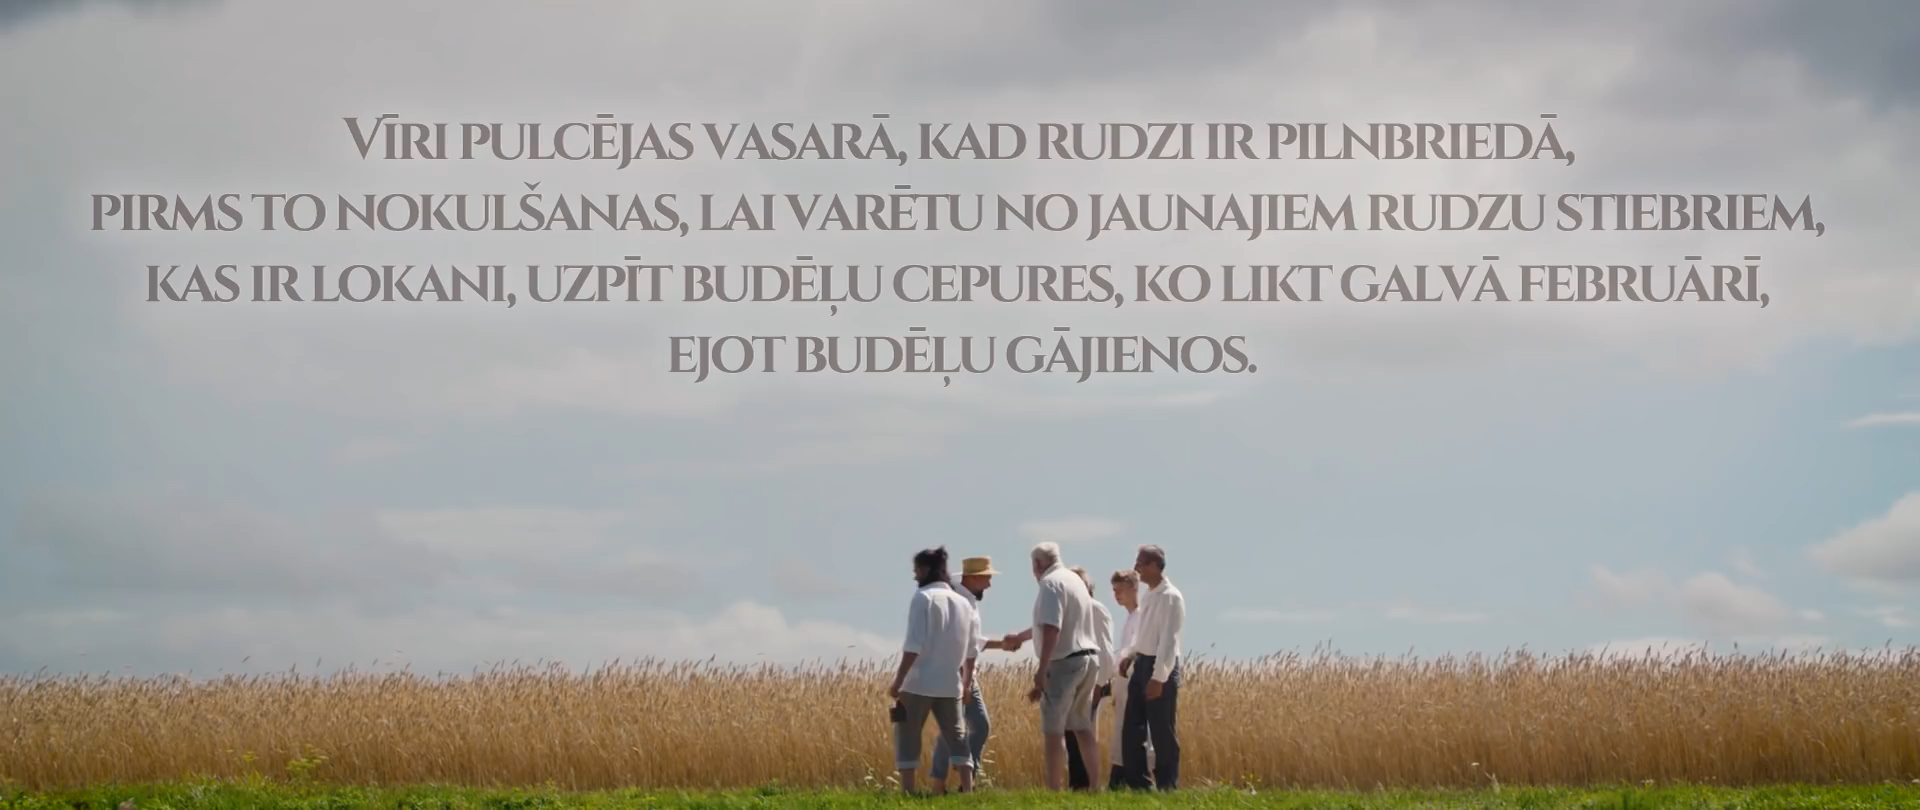 Vīri pulcējas vasarā, kad rudzi ir pilnbriedā,
pirms to nokulšanas, lai varētu no jaunajiem rudzu stiebriem,
kas ir lokani, uzpīt budēļu cepures, ko likt galvā februārī,
ejot budēļu gājienos.